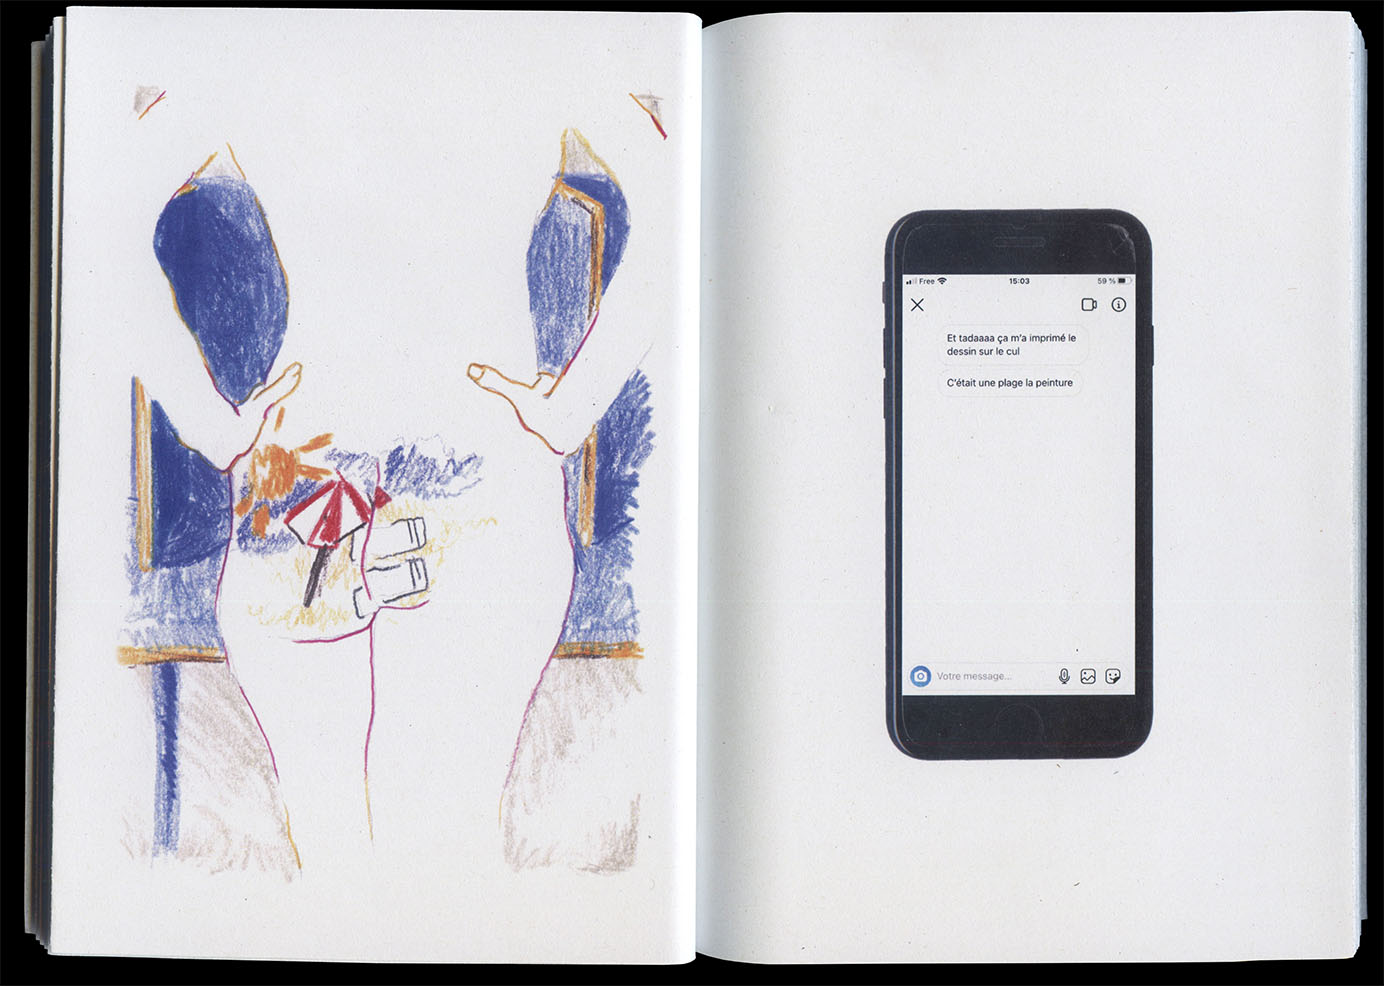 Free 15:03 59 %
Et tadaaaa ça m'a imprimé le
dessin sur le cul
C'était une plage la peinture
Votre message...